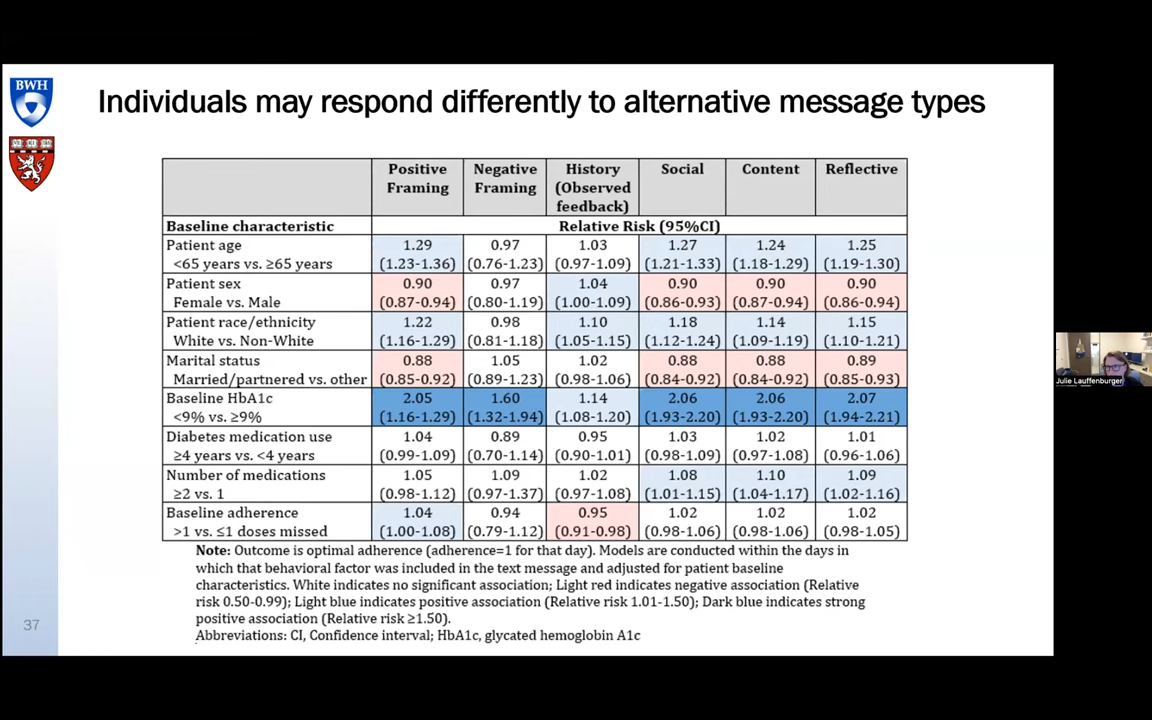 BWH
Individuals may respond differently to alternative message types
Positive Framing | Negative Framing | History (Observed feedback) | Social | Content | Reflective
Baseline characteristic | Relative Risk (95%CI)
Patient age | 1.29 | 0.97 | 1.03 | 1.27 | 1.24 | 1.25
<65 years vs. ≥65 years | (1.23-1.36) | (0.76-1.23) | (0.97-1.09) | (1.21-1.33) | (1.18-1.29) | (1.19-1.30)
Patient sex | 0.90 | 0.97 | 1.04 | 0.90 | 0.90 | 0.90
Female vs. Male | (0.87-0.94) | (0.80-1.19) | (1.00-1.09) | (0.86-0.93) | (0.87-0.94) | (0.86-0.94)
Patient race/ethnicity | 1.22 | 0.98 | 1.10 | 1.18 | 1.14 | 1.15
White vs. Non-White | (1.16-1.29) | (0.81-1.18) | (1.05-1.15) | (1.12-1.24) | (1.09-1.19) | (1.10-1.21)
Marital status | 0.88 | 1.05 | 1.02 | 0.88 | 0.88 | 0.89
Married/partnered vs. other | (0.85-0.92) | (0.89-1.23) | (0.98-1.06) | (0.84-0.92) | (0.84-0.92) | (0.85-0.93)
Baseline HbA1c | 2.05 | 1.60 | 1.14 | 2.06 | 2.06 | 2.07
<9% vs. ≥9% | (1.16-1.29) | (1.32-1.94) | (1.08-1.20) | (1.93-2.20) | (1.93-2.20) | (1.94-2.21)
Diabetes medication use | 1.04 | 0.89 | 0.95 | 1.03 | 1.02 | 1.01
≥4 years vs. <4 years | (0.99-1.09) | (0.70-1.14) | (0.90-1.01) | (0.98-1.09) | (0.97-1.08) | (0.96-1.06)
Number of medications | 1.05 | 1.09 | 1.02 | 1.08 | 1.10 | 1.09
≥2 vs. 1 | (0.98-1.12) | (0.97-1.37) | (0.97-1.08) | (1.01-1.15) | (1.04-1.17) | (1.02-1.16)
Baseline adherence | 1.04 | 0.94 | 0.95 | 1.02 | 1.02 | 1.02
>1 vs. ≤1 doses missed | (1.00-1.08) | (0.79-1.12) | (0.91-0.98) | (0.98-1.06) | (0.98-1.06) | (0.98-1.05)
Note: Outcome is optimal adherence (adherence=1 for that day). Models are conducted within the days in
which that behavioral factor was included in the text message and adjusted for patient baseline
characteristics. White indicates no significant association; Light red indicates negative association (Relative
risk 0.50-0.99); Light blue indicates positive association (Relative risk 1.01-1.50); Dark blue indicates strong
positive association (Relative risk ≥1.50).
Abbreviations: CI, Confidence interval; HbA1c, glycated hemoglobin A1c
37
Julie Lauffenburger